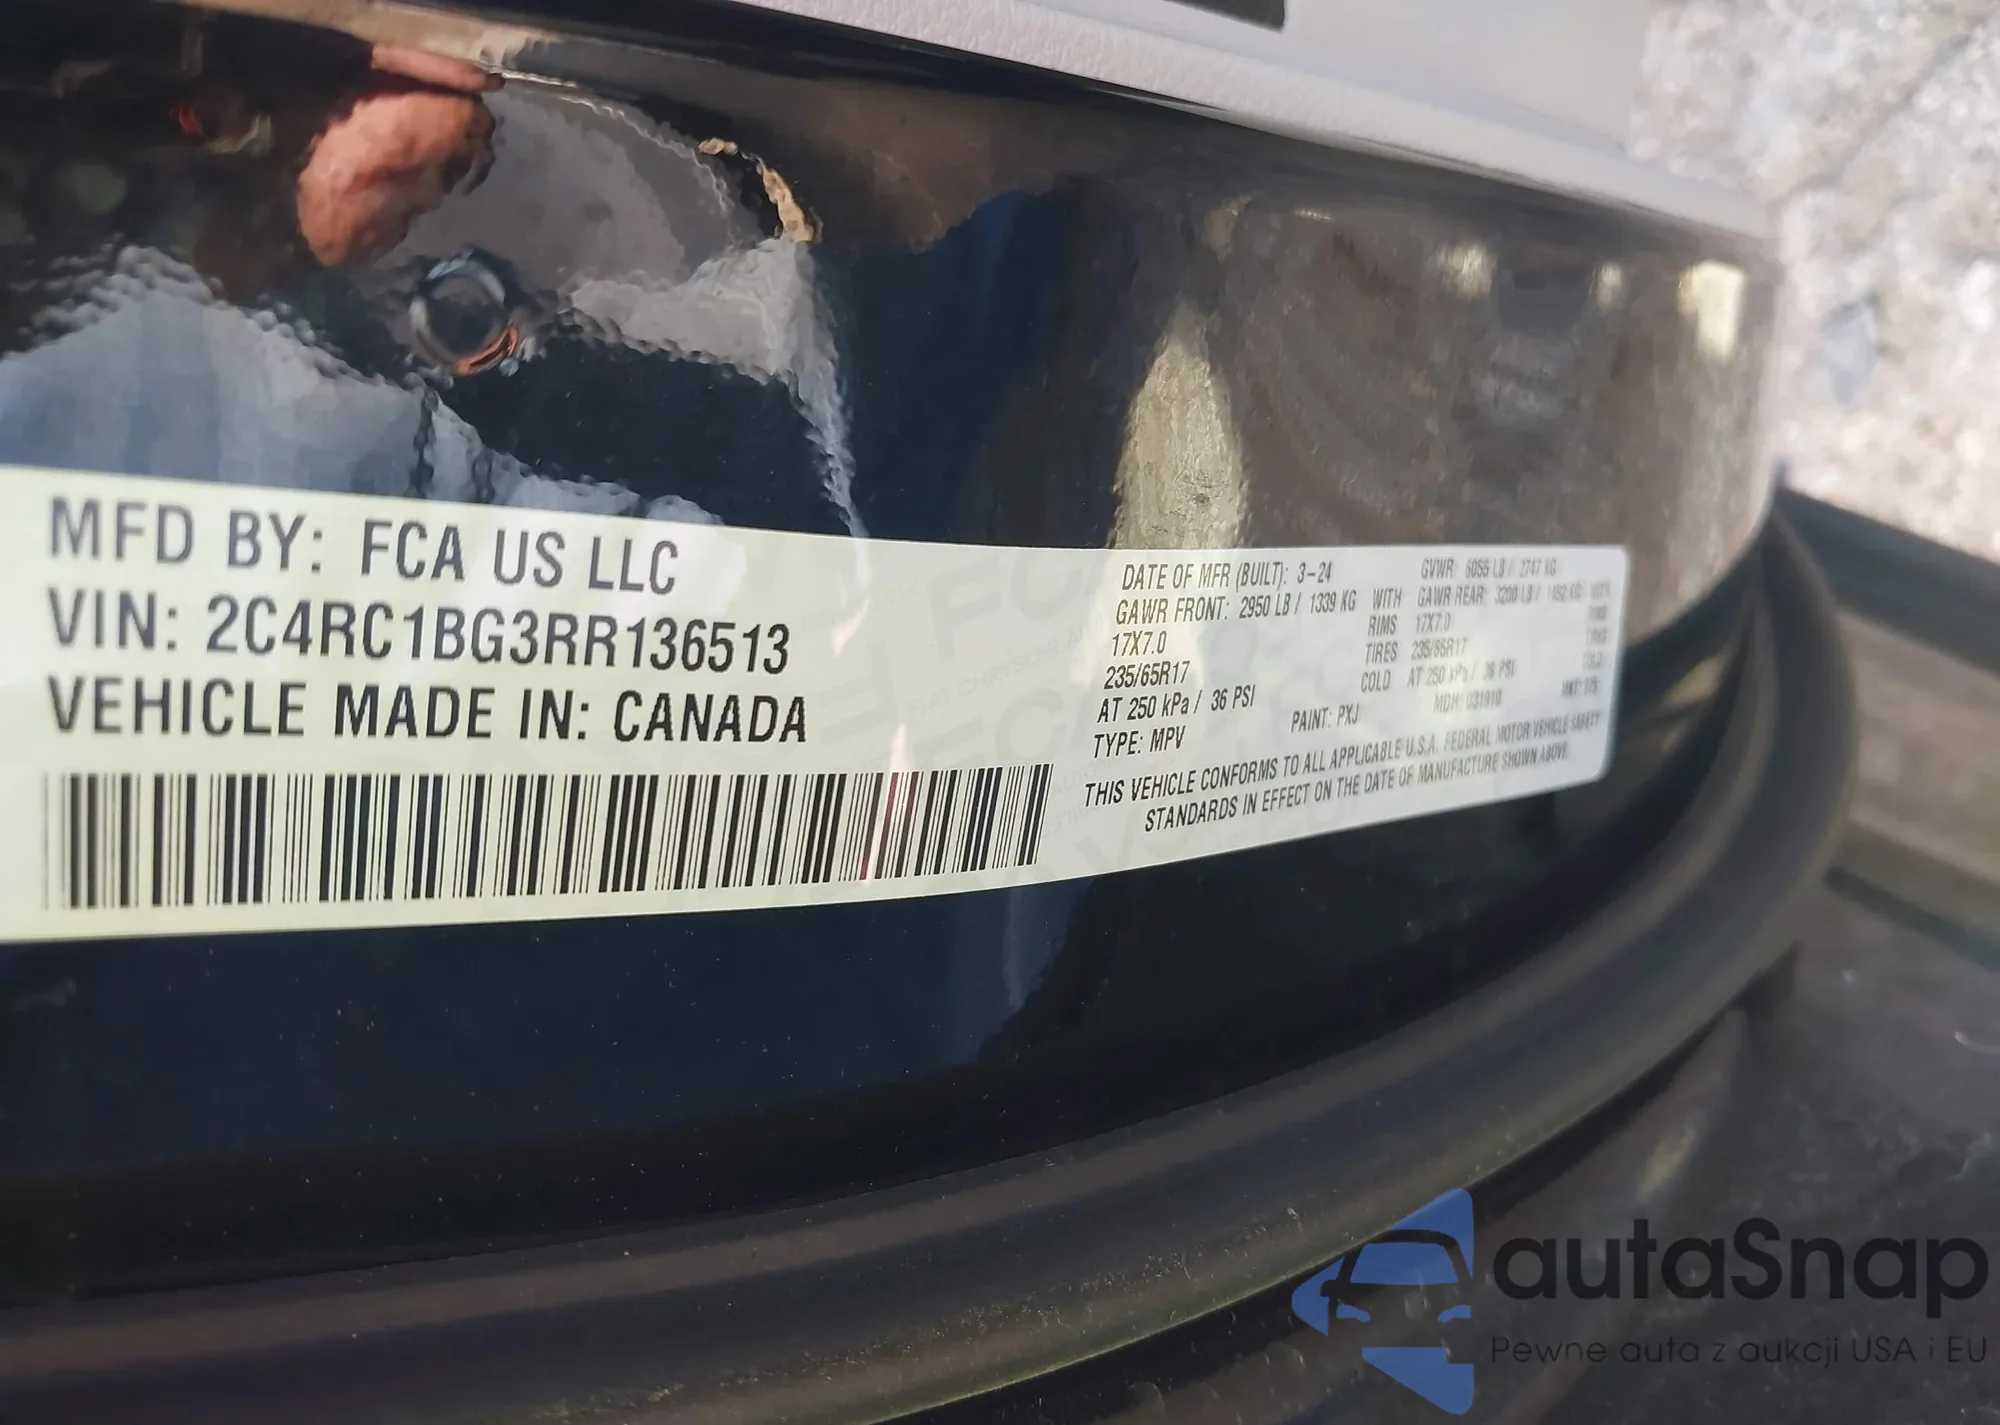 MFD BY: FCA US LLC
VIN: 2C4RC1BG3RR136513
VEHICLE MADE IN: CANADA
DATE OF MFR (BUILT): 3-24 GVWR: 6055 LB / 2747 KG
GAWR FRONT: 2950 LB / 1339 KG WITH GAWR REAR: 3200 LB / 1452 KG WITH
17X7.0 RIMS 17X7.0
235/65R17 TIRES 235/65R17
AT 250 kPa / 36 PSI COLD AT 250 kPa / 36 PSI
TYPE: MPV PAINT: PXJ MDH: 031910
THIS VEHICLE CONFORMS TO ALL APPLICABLE U.S.A. FEDERAL MOTOR VEHICLE SAFETY
STANDARDS IN EFFECT ON THE DATE OF MANUFACTURE SHOWN ABOVE
autaSnap
Pewne auta z aukcji USA i EU